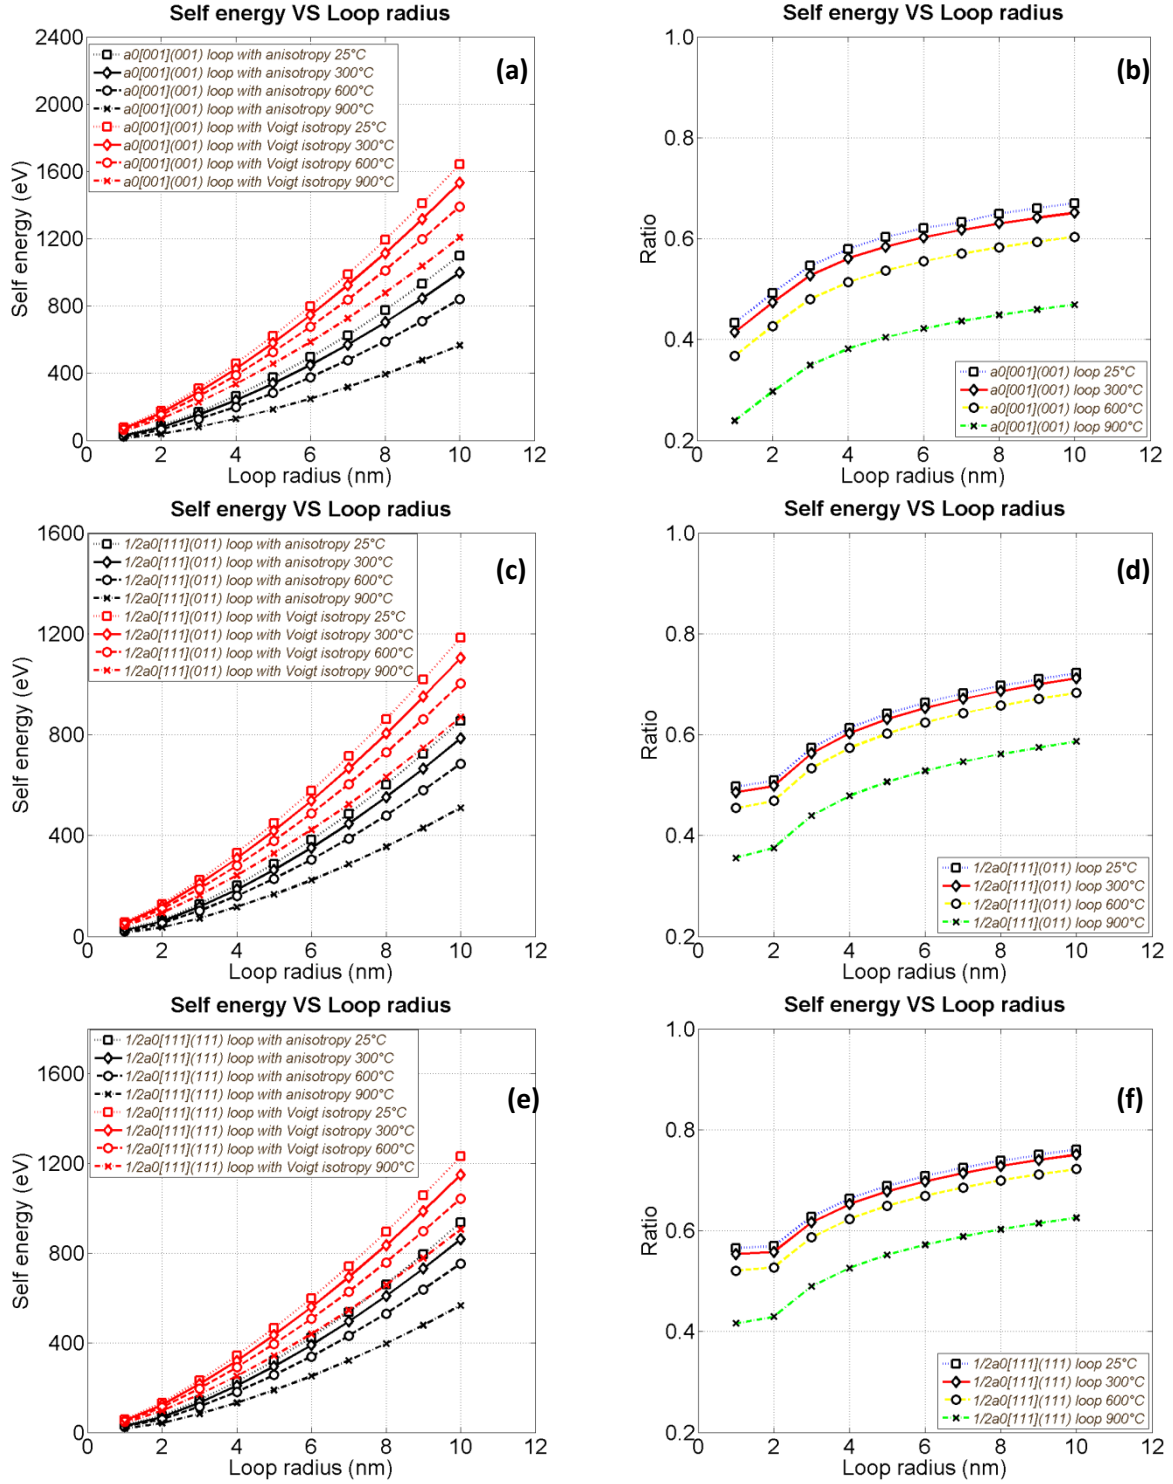 Self energy VS Loop radius
2400
2000
1600
1200
800
400
0
Self energy (eV)
a0[001](001) loop with anisotropy 25°C
a0[001](001) loop with anisotropy 300°C
a0[001](001) loop with anisotropy 600°C
a0[001](001) loop with anisotropy 900°C
a0[001](001) loop with Voigt isotropy 25°C
a0[001](001) loop with Voigt isotropy 300°C
a0[001](001) loop with Voigt isotropy 600°C
a0[001](001) loop with Voigt isotropy 900°C
(a)
0 2 4 6 8 10 12
Loop radius (nm)
Self energy VS Loop radius
1.0
0.8
0.6
0.4
0.2
Ratio
(b)
a0[001](001) loop 25°C
a0[001](001) loop 300°C
a0[001](001) loop 600°C
a0[001](001) loop 900°C
0 2 4 6 8 10 12
Loop radius (nm)
Self energy VS Loop radius
1600
1200
800
400
0
Self energy (eV)
1/2a0[111](011) loop with anisotropy 25°C
1/2a0[111](011) loop with anisotropy 300°C
1/2a0[111](011) loop with anisotropy 600°C
1/2a0[111](011) loop with anisotropy 900°C
1/2a0[111](011) loop with Voigt isotropy 25°C
1/2a0[111](011) loop with Voigt isotropy 300°C
1/2a0[111](011) loop with Voigt isotropy 600°C
1/2a0[111](011) loop with Voigt isotropy 900°C
(c)
0 2 4 6 8 10 12
Loop radius (nm)
Self energy VS Loop radius
1.0
0.8
0.6
0.4
0.2
Ratio
(d)
1/2a0[111](011) loop 25°C
1/2a0[111](011) loop 300°C
1/2a0[111](011) loop 600°C
1/2a0[111](011) loop 900°C
0 2 4 6 8 10 12
Loop radius (nm)
Self energy VS Loop radius
1600
1200
800
400
0
Self energy (eV)
1/2a0[111](111) loop with anisotropy 25°C
1/2a0[111](111) loop with anisotropy 300°C
1/2a0[111](111) loop with anisotropy 600°C
1/2a0[111](111) loop with anisotropy 900°C
1/2a0[111](111) loop with Voigt isotropy 25°C
1/2a0[111](111) loop with Voigt isotropy 300°C
1/2a0[111](111) loop with Voigt isotropy 600°C
1/2a0[111](111) loop with Voigt isotropy 900°C
(e)
0 2 4 6 8 10 12
Loop radius (nm)
Self energy VS Loop radius
1.0
0.8
0.6
0.4
0.2
Ratio
(f)
1/2a0[111](111) loop 25°C
1/2a0[111](111) loop 300°C
1/2a0[111](111) loop 600°C
1/2a0[111](111) loop 900°C
0 2 4 6 8 10 12
Loop radius (nm)